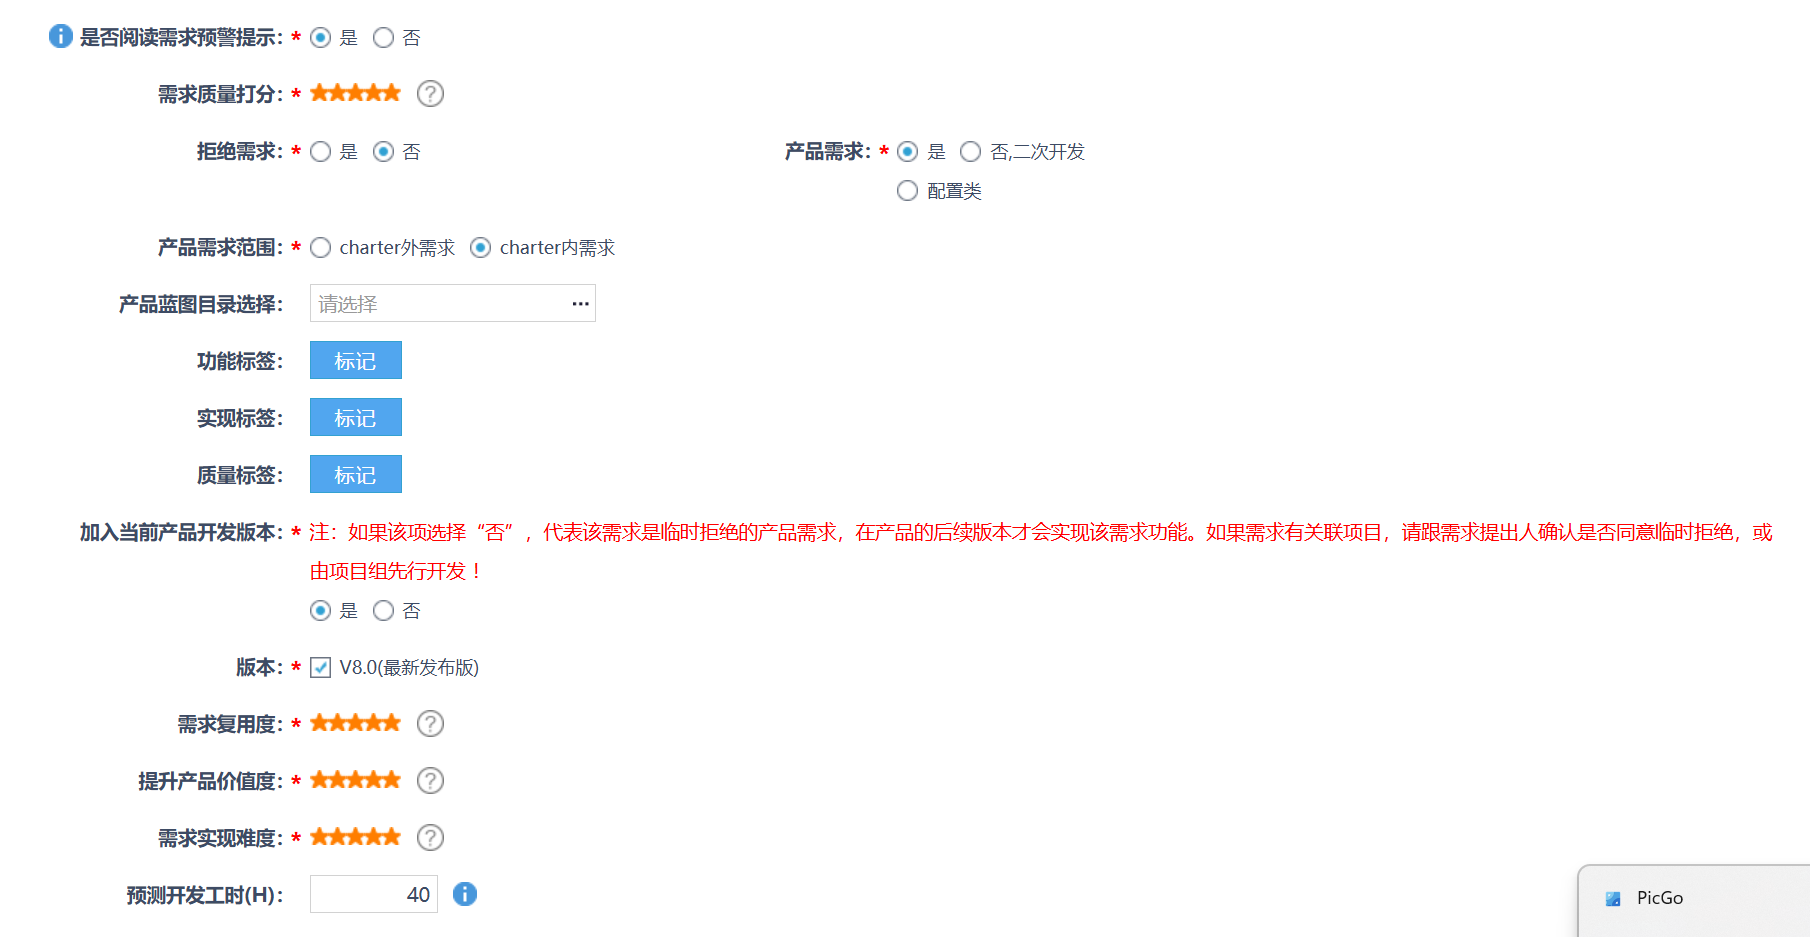 是否阅读需求预警提示: * 是 否
需求质量打分: *
拒绝需求: * 是 否 产品需求: * 是 否,二次开发
配置类
产品需求范围: * charter外需求 charter内需求
产品蓝图目录选择: 请选择 ...
功能标签: 标记
实现标签: 标记
质量标签: 标记
加入当前产品开发版本: * 注：如果该项选择“否”，代表该需求是临时拒绝的产品需求，在产品的后续版本才会实现该需求功能。如果需求有关联项目，请跟需求提出人确认是否同意临时拒绝，或
由项目组先行开发！
是 否
版本: * V8.0(最新发布版)
需求复用度: *
提升产品价值度: *
需求实现难度: *
预测开发工时(H): 40
PicGo